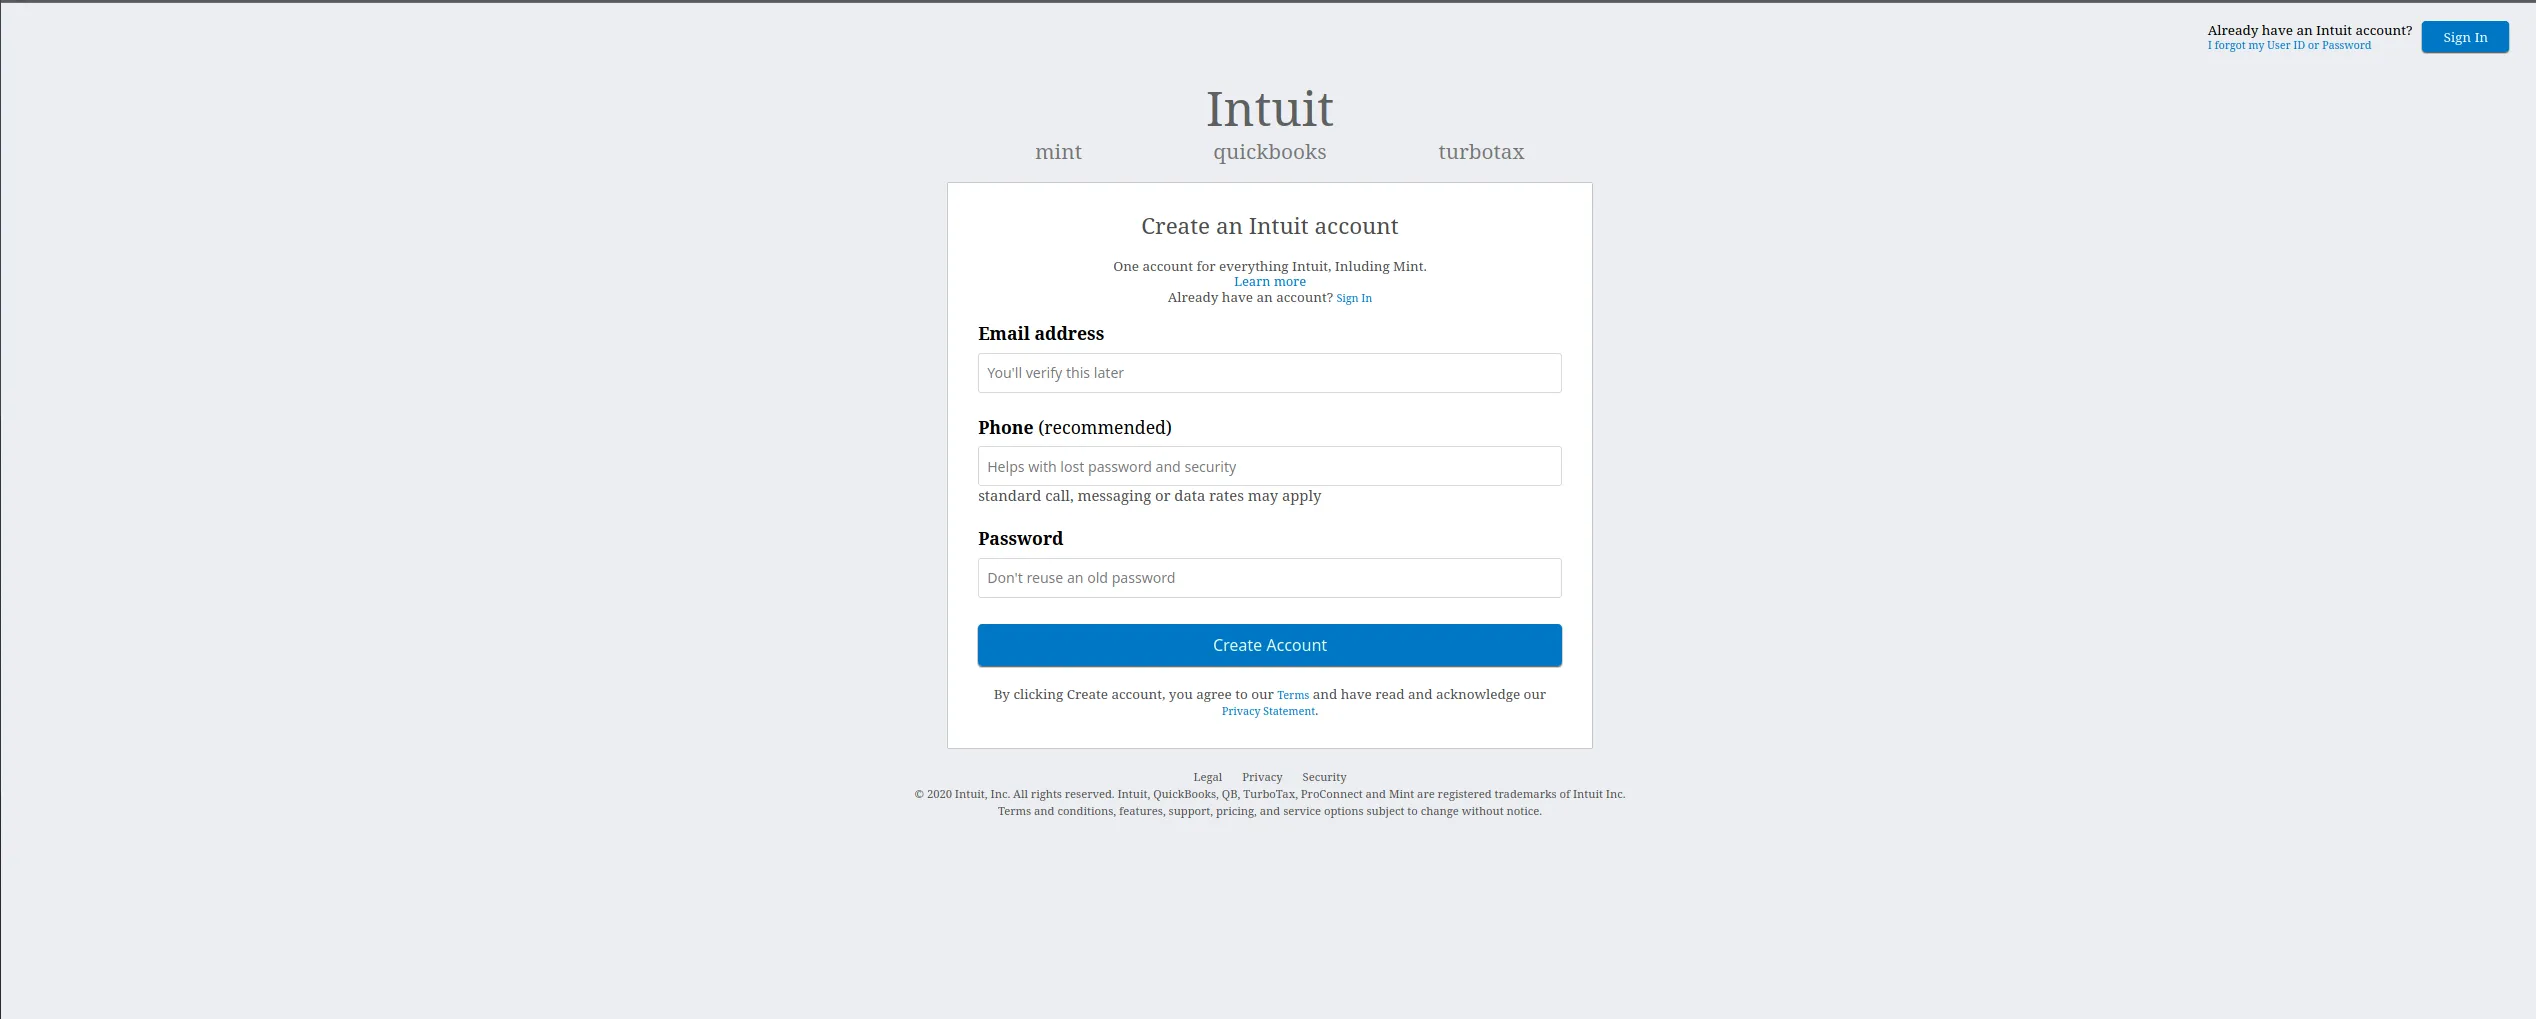 Already have an Intuit account?
I forgot my User ID or Password
Sign In
Intuit
mint quickbooks turbotax
Create an Intuit account
One account for everything Intuit, Inluding Mint.
Learn more
Already have an account? Sign In
Email address
You'll verify this later
Phone (recommended)
Helps with lost password and security
standard call, messaging or data rates may apply
Password
Don't reuse an old password
Create Account
By clicking Create account, you agree to our Terms and have read and acknowledge our
Privacy Statement.
Legal Privacy Security
© 2020 Intuit, Inc. All rights reserved. Intuit, QuickBooks, QB, TurboTax, ProConnect and Mint are registered trademarks of Intuit Inc.
Terms and conditions, features, support, pricing, and service options subject to change without notice.